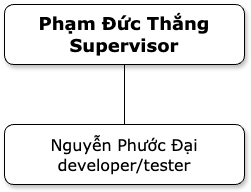 Phạm Đức Thắng
Supervisor
Nguyễn Phước Đại
developer/tester